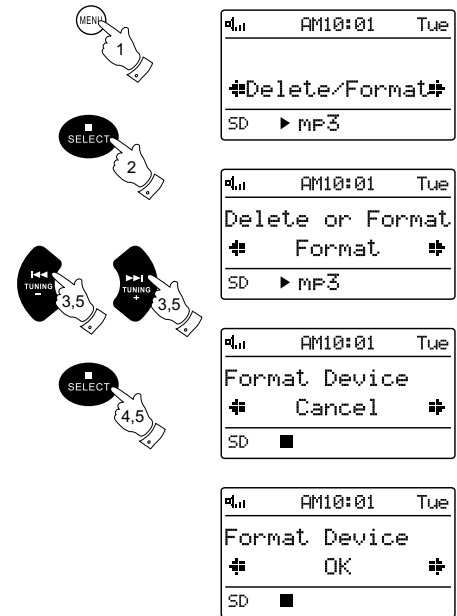 MENU
1
SELECT
2
TUNING
−
3,5
TUNING
+
3,5
SELECT
4,5
AM10:01 Tue
Delete/Format
SD ▶ MP3
AM10:01 Tue
Delete or Format
Format
SD ▶ MP3
AM10:01 Tue
Format Device
Cancel
SD ■
AM10:01 Tue
Format Device
OK
SD ■